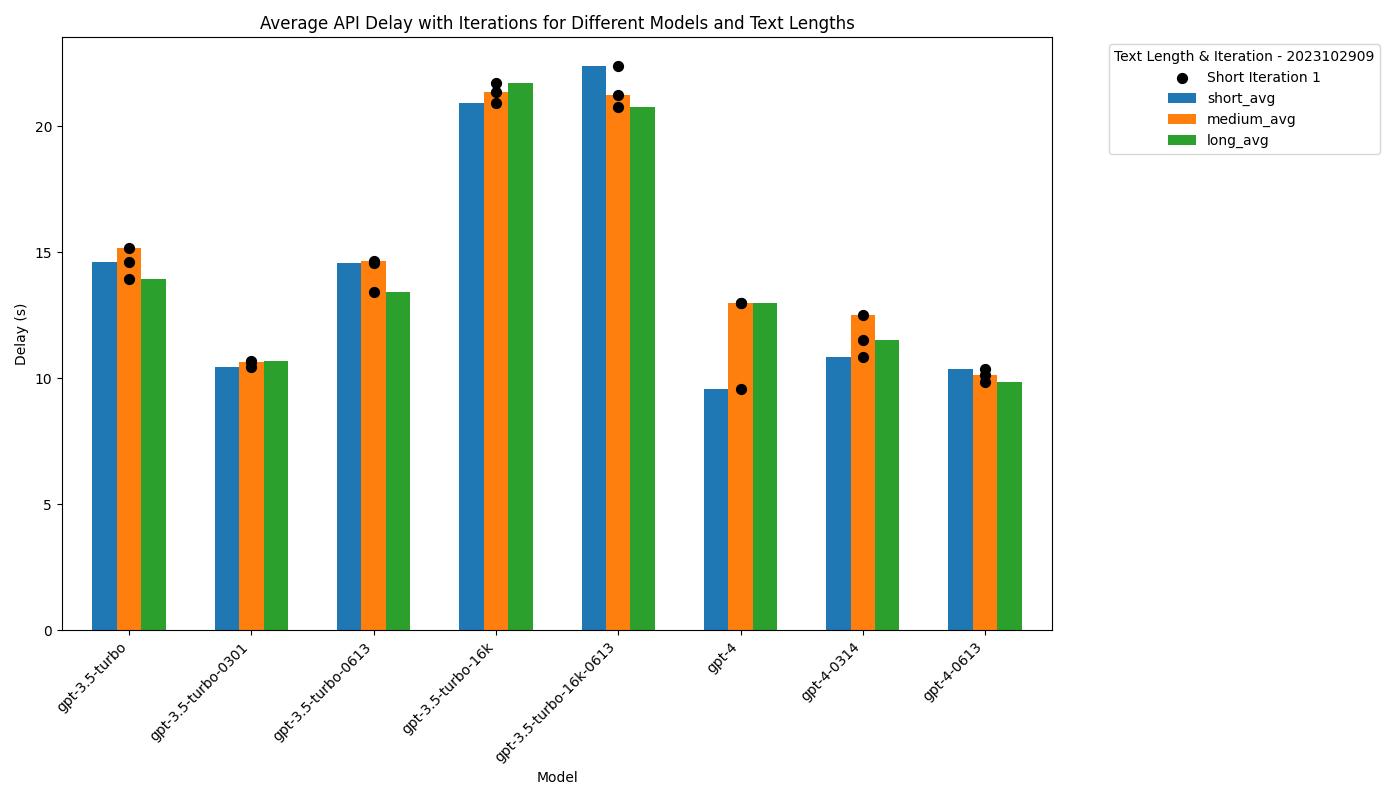 Average API Delay with Iterations for Different Models and Text Lengths
Text Length & Iteration - 2023102909
Short Iteration 1
short_avg
medium_avg
long_avg
Delay (s)
20
15
10
5
0
gpt-3.5-turbo
gpt-3.5-turbo-0301
gpt-3.5-turbo-0613
gpt-3.5-turbo-16k
gpt-3.5-turbo-16k-0613
gpt-4
gpt-4-0314
gpt-4-0613
Model